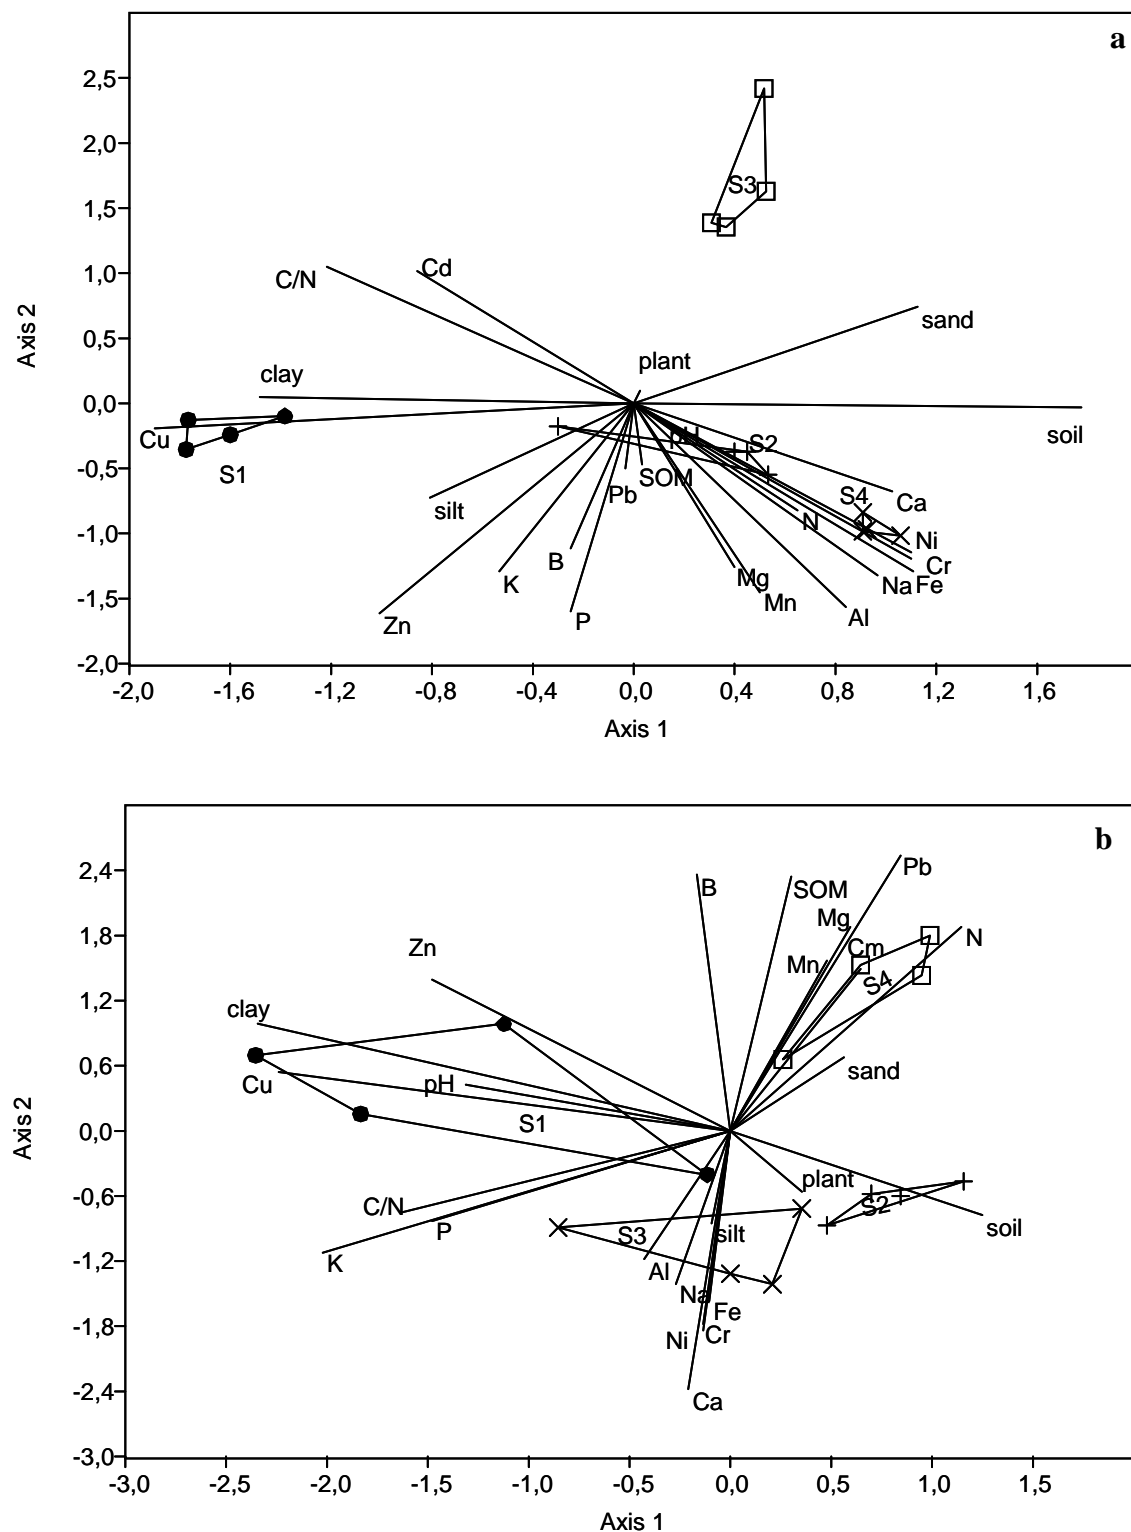 a
2,5
2,0
S3
1,5
Cd
1,0
C/N
sand
Axis 2
0,5
plant
clay
0,0
Cu
soil
pH
S2
-0,5
S1
SOM
Pb
S4
Ca
silt
N
-1,0
Ni
B
Cr
K
Mg
Na Fe
Mn
-1,5
P
Al
Zn
-2,0
-2,0 -1,6 -1,2 -0,8 -0,4 0,0 0,4 0,8 1,2 1,6
Axis 1
b
2,4
Pb
B
SOM
Mg
1,8
N
Zn
Cm
Mn
S4
1,2
clay
0,6
sand
Cu
pH
S1
Axis 2
0,0
plant
-0,6
C/N
S2
P
S3
silt
soil
-1,2
K
Al
Na
Fe
-1,8
Ni
Cr
-2,4
Ca
-3,0
-3,0 -2,5 -2,0 -1,5 -1,0 -0,5 0,0 0,5 1,0 1,5
Axis 1